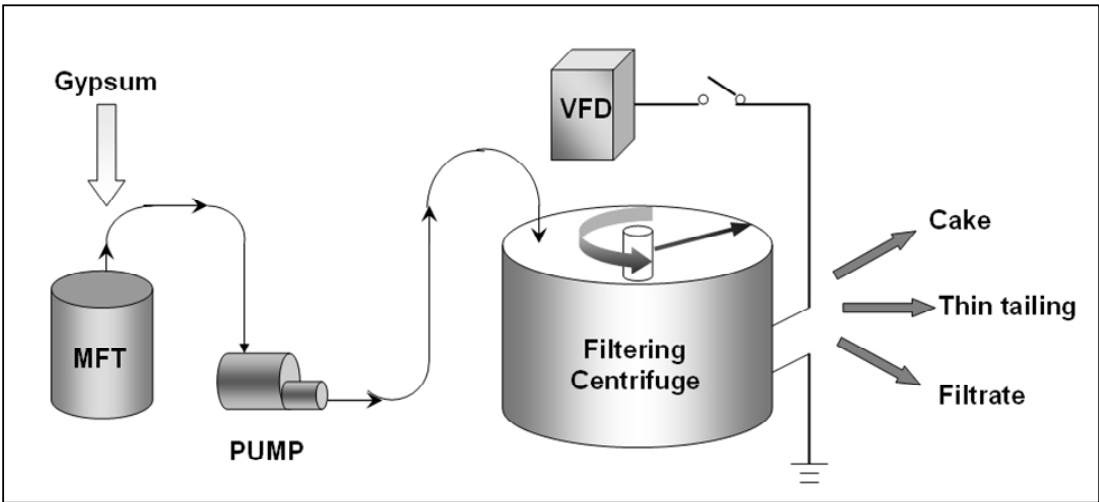 Gypsum
MFT
PUMP
VFD
Filtering
Centrifuge
Cake
Thin tailing
Filtrate